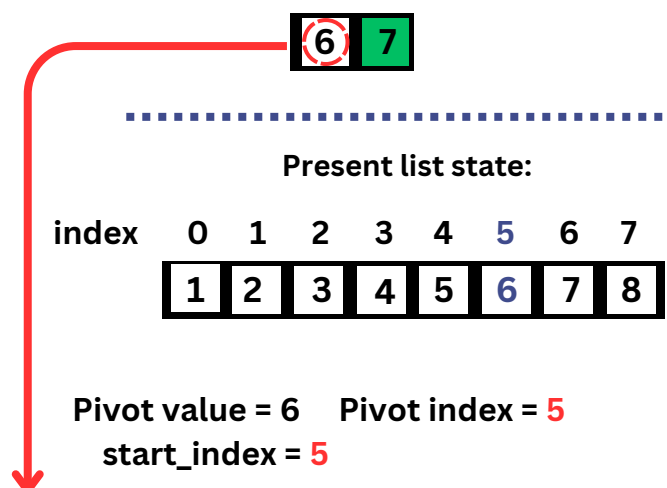 6 7
Present list state:
index 0 1 2 3 4 5 6 7
1 2 3 4 5 6 7 8
Pivot value = 6 Pivot index = 5
start_index = 5